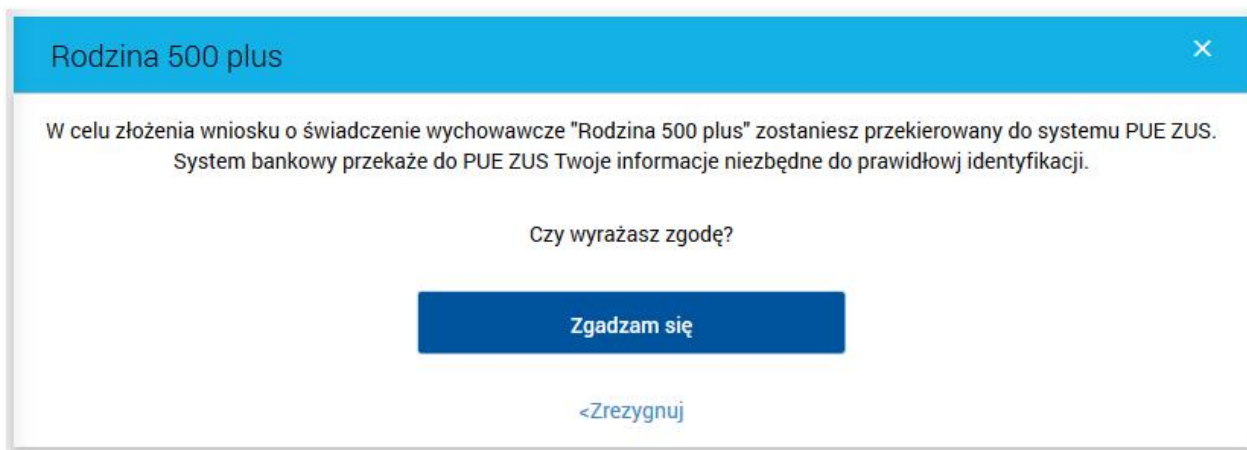 Rodzina 500 plus
W celu złożenia wniosku o świadczenie wychowawcze "Rodzina 500 plus" zostaniesz przekierowany do systemu PUE ZUS.
System bankowy przekaże do PUE ZUS Twoje informacje niezbędne do prawidłowj identyfikacji.
Czy wyrażasz zgodę?
Zgadzam się
<Zrezygnuj